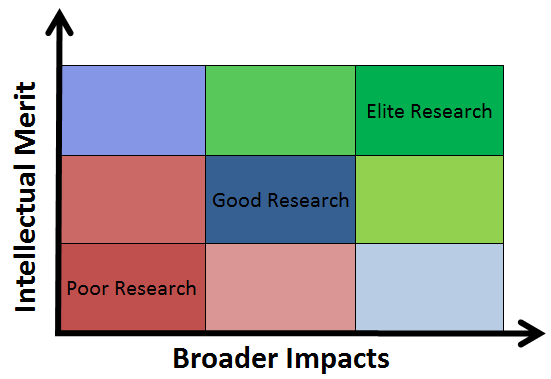 Intellectual Merit
Elite Research
Good Research
Poor Research
Broader Impacts